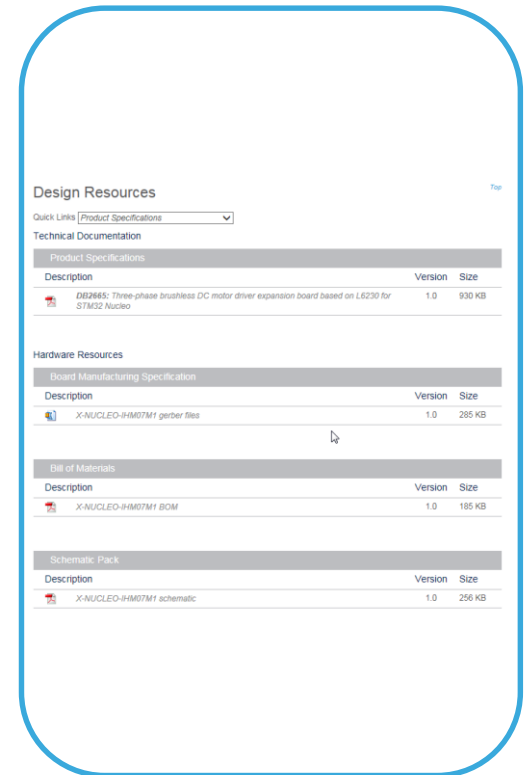 Design Resources
Top
Quick Links Product Specifications
Technical Documentation
Product Specifications
Description Version Size
DB2665: Three-phase brushless DC motor driver expansion board based on L6230 for 1.0 930 KB
STM32 Nucleo
Hardware Resources
Board Manufacturing Specification
Description Version Size
X-NUCLEO-IHM07M1 gerber files 1.0 285 KB
Bill of Materials
Description Version Size
X-NUCLEO-IHM07M1 BOM 1.0 185 KB
Schematic Pack
Description Version Size
X-NUCLEO-IHM07M1 schematic 1.0 256 KB